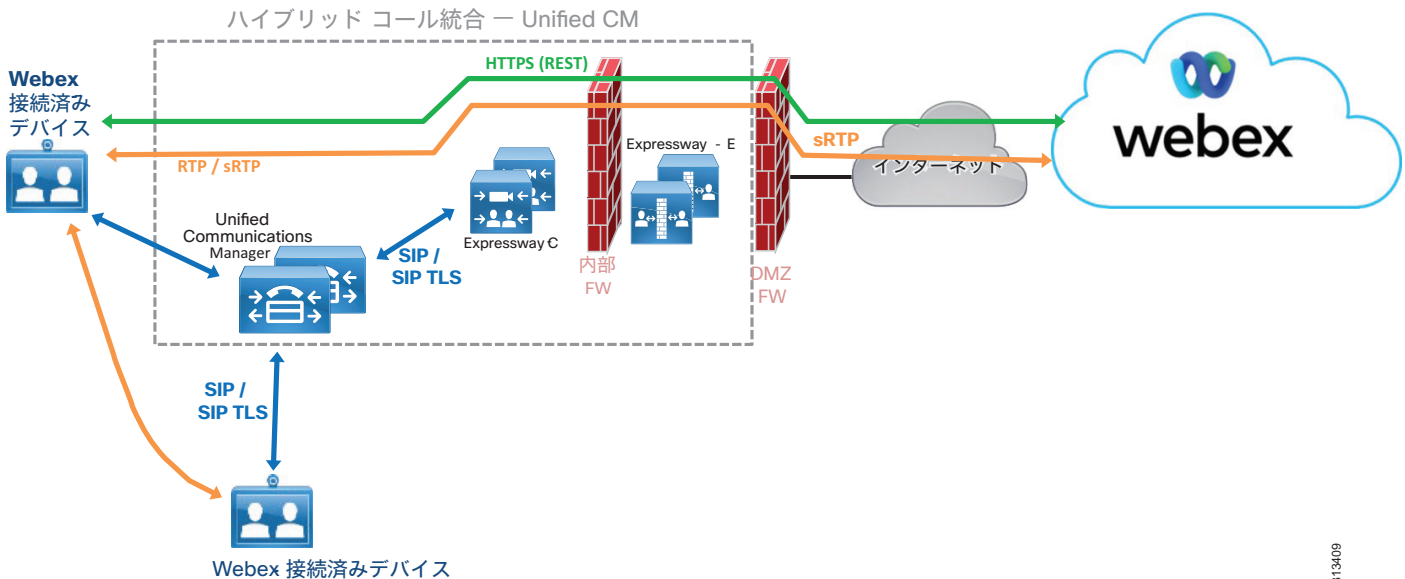 ハイブリッド コール統合 ー Unified CM
HTTPS (REST)
Webex
接続済み
デバイス
RTP / sRTP
sRTP
webex
インターネット
Expressway - E
Expressway C
Unified
Communications
Manager
SIP /
SIP TLS
内部
FW
DMZ
FW
SIP /
SIP TLS
Webex 接続済みデバイス
313409